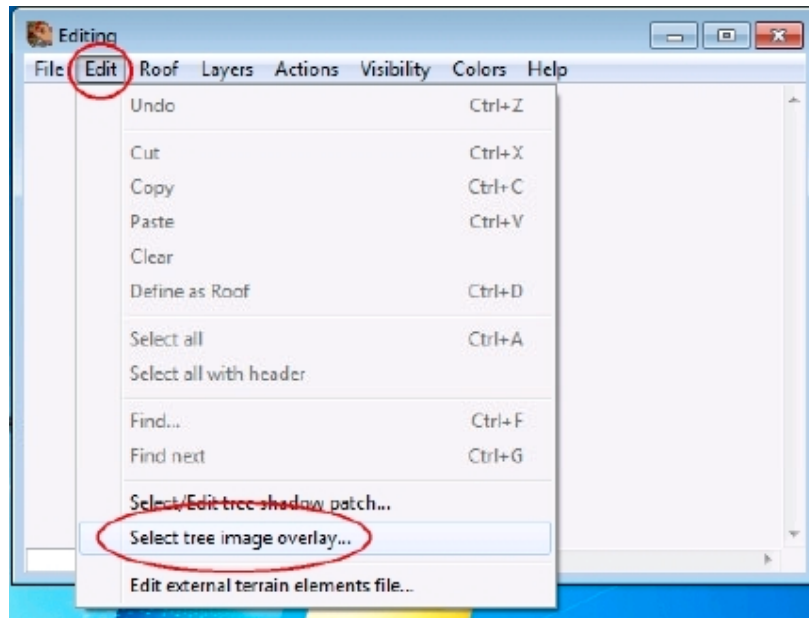 Editing
File Edit Roof Layers Actions Visibility Colors Help
Undo Ctrl+Z
Cut Ctrl+X
Copy Ctrl+C
Paste Ctrl+V
Clear
Define as Roof Ctrl+D
Select all Ctrl+A
Select all with header
Find... Ctrl+F
Find next Ctrl+G
Select/Edit tree shadow patch...
Select tree image overlay...
Edit external terrain elements file...